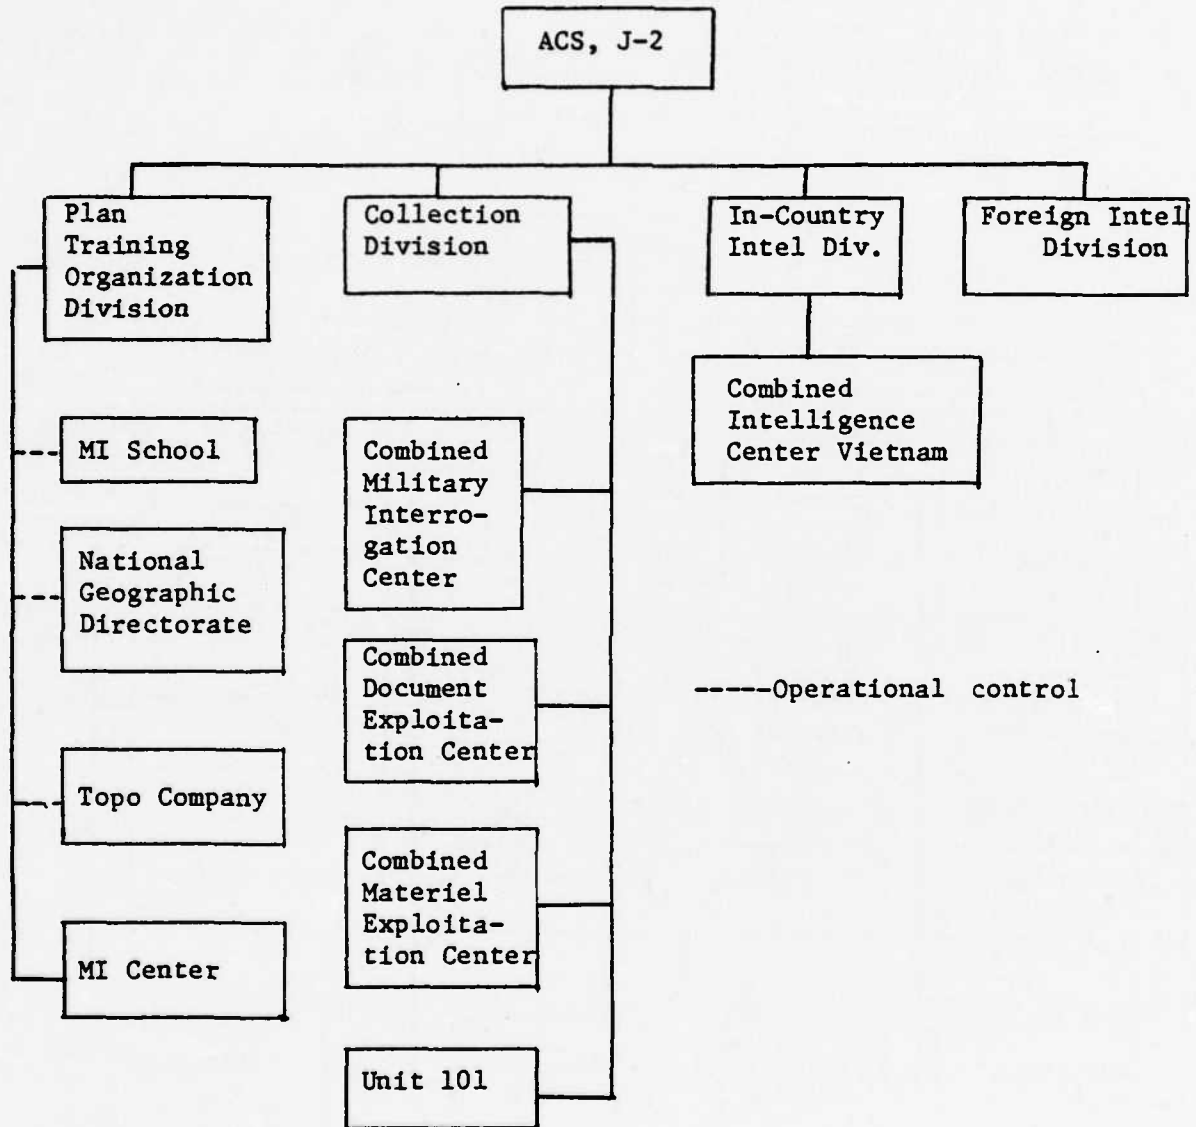 ACS, J-2
Plan
Training
Organization
Division
Collection
Division
In-Country
Intel Div.
Foreign Intel
Division
MI School
National
Geographic
Directorate
Topo Company
MI Center
Combined
Military
Interro-
gation
Center
Combined
Document
Exploita-
tion Center
Combined
Materiel
Exploita-
tion Center
Unit 101
Combined
Intelligence
Center Vietnam
-----Operational control